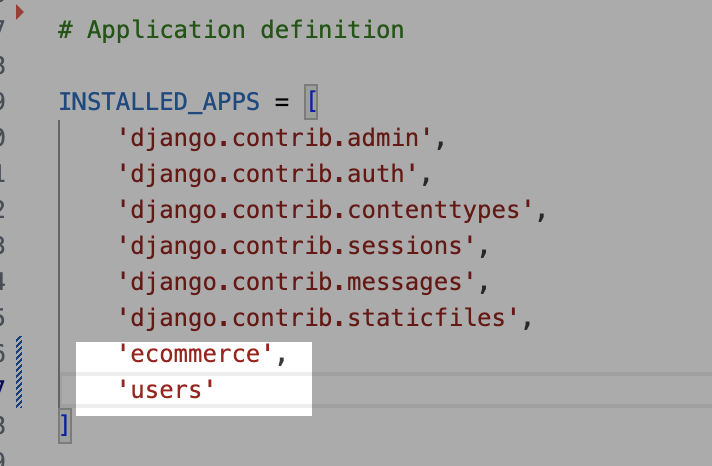 # Application definition
INSTALLED_APPS = [
'django.contrib.admin',
'django.contrib.auth',
'django.contrib.contenttypes',
'django.contrib.sessions',
'django.contrib.messages',
'django.contrib.staticfiles',
'ecommerce',
'users'
]